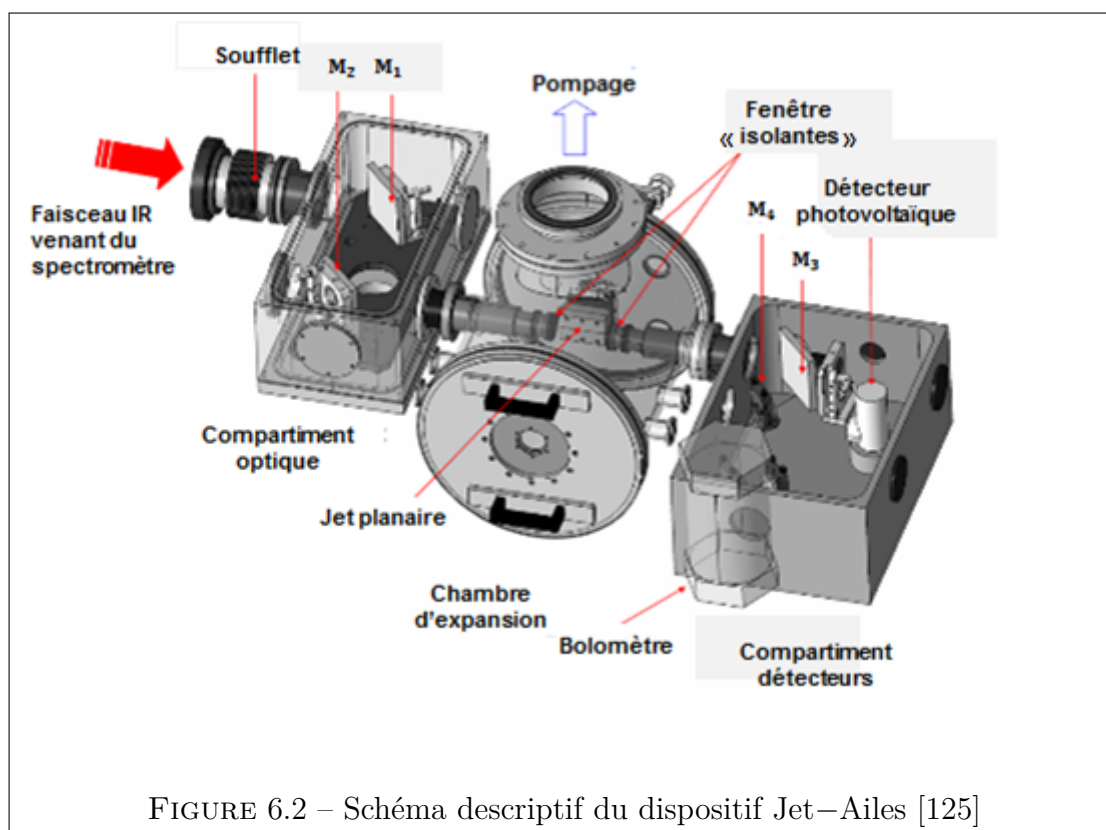 Soufflet
M₂ M₁
Pompage
Fenêtre
« isolantes »
Détecteur
photovoltaïque
M₄
M₃
Faisceau IR
venant du
spectromètre
Compartiment
optique
Jet planaire
Chambre
d'expansion
Bolomètre
Compartiment
détecteurs
FIGURE 6.2 – Schéma descriptif du dispositif Jet−Ailes [125]